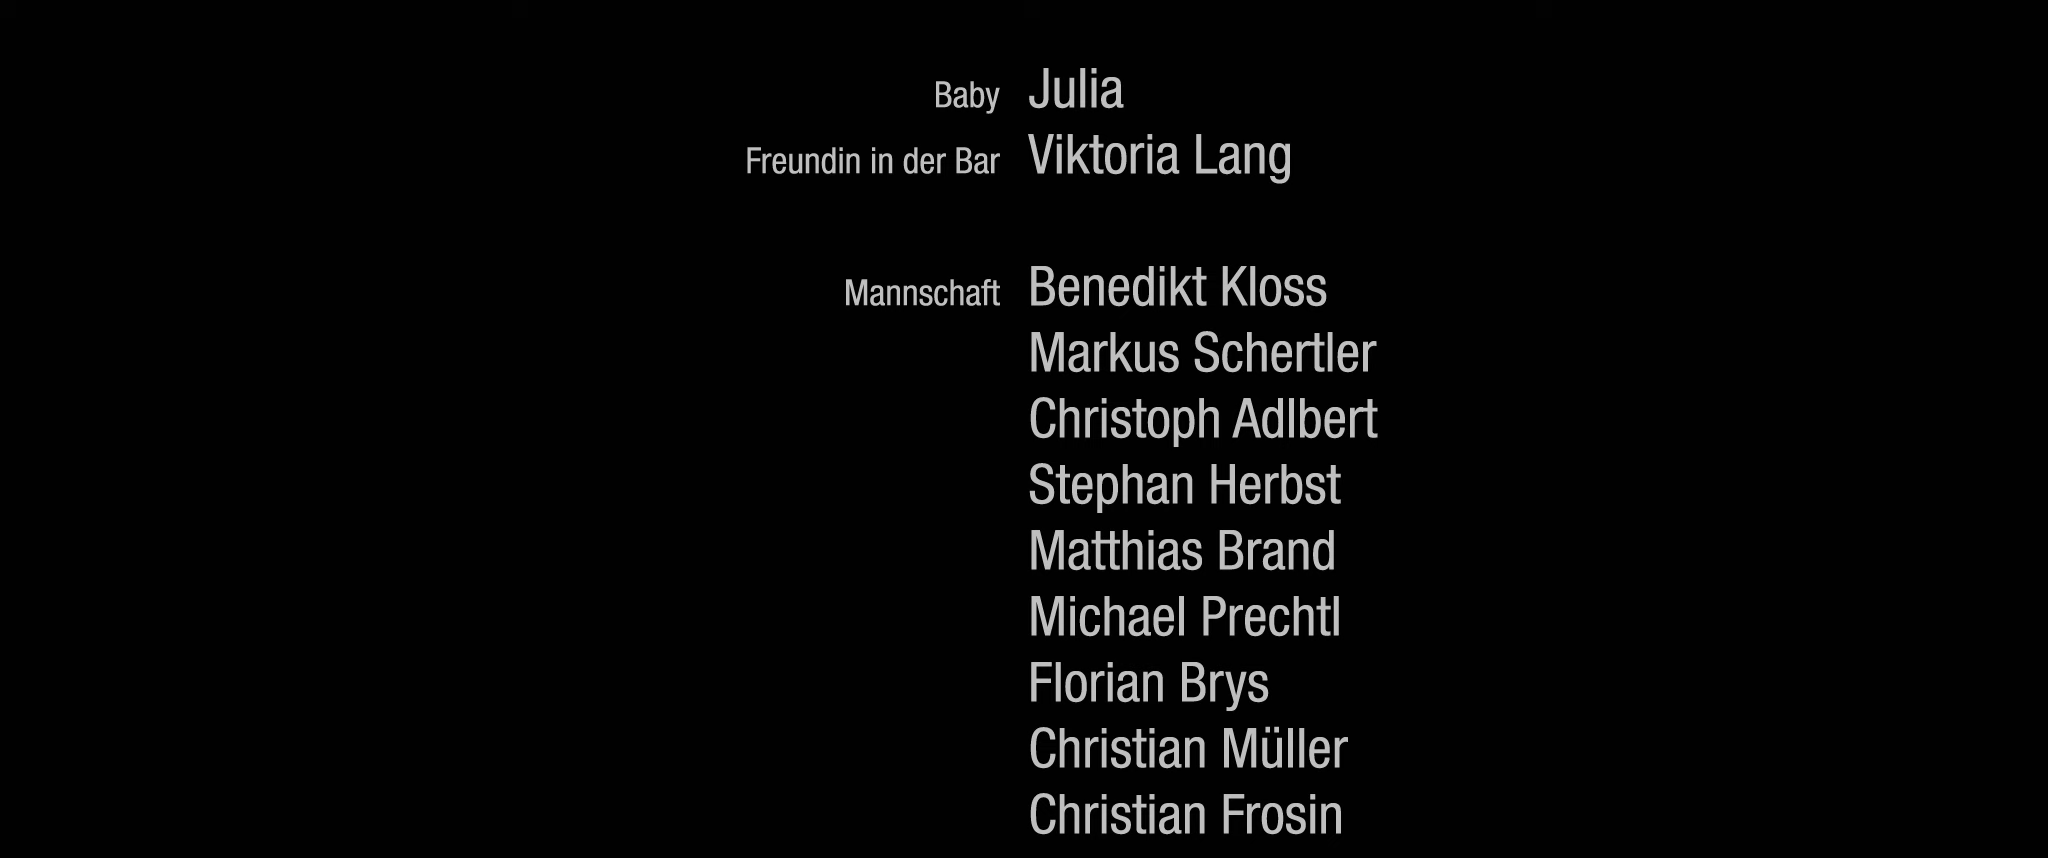 Baby Julia
Freundin in der Bar Viktoria Lang
Mannschaft Benedikt Kloss
Markus Schertler
Christoph Adlbert
Stephan Herbst
Matthias Brand
Michael Prechtl
Florian Brys
Christian Müller
Christian Frosin